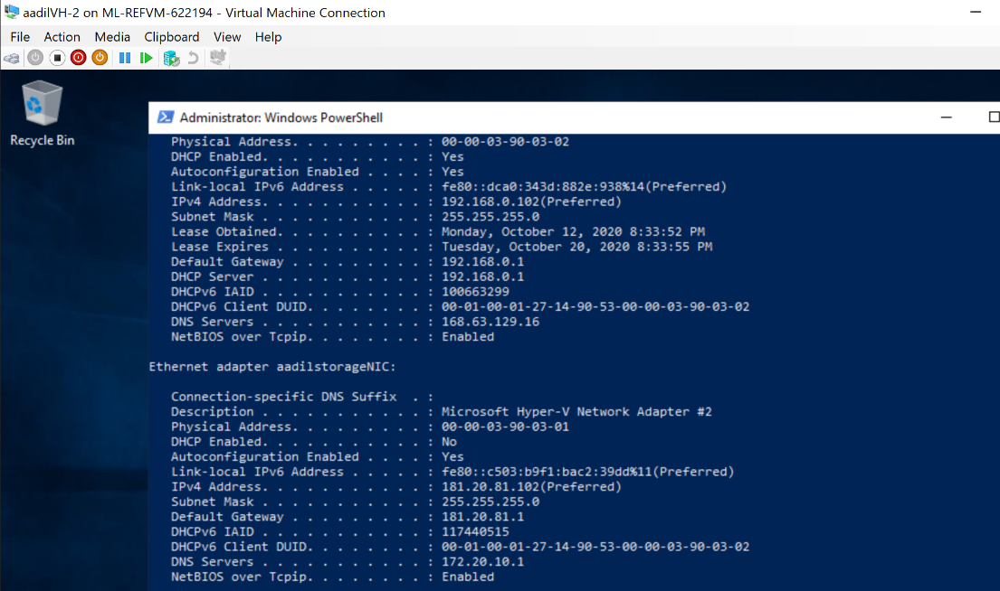 aadilVH-2 on ML-REFVM-622194 - Virtual Machine Connection
File Action Media Clipboard View Help
Recycle Bin
Administrator: Windows PowerShell
Physical Address. . . . . . . . . : 00-00-03-90-03-02
DHCP Enabled. . . . . . . . . . . : Yes
Autoconfiguration Enabled . . . . : Yes
Link-local IPv6 Address . . . . . : fe80::dca0:343d:882e:938%14(Preferred)
IPv4 Address. . . . . . . . . . . : 192.168.0.102(Preferred)
Subnet Mask . . . . . . . . . . . : 255.255.255.0
Lease Obtained. . . . . . . . . . : Monday, October 12, 2020 8:33:52 PM
Lease Expires . . . . . . . . . . : Tuesday, October 20, 2020 8:33:55 PM
Default Gateway . . . . . . . . . : 192.168.0.1
DHCP Server . . . . . . . . . . . : 192.168.0.1
DHCPv6 IAID . . . . . . . . . . . : 100663299
DHCPv6 Client DUID. . . . . . . . : 00-01-00-01-27-14-90-53-00-00-03-90-03-02
DNS Servers . . . . . . . . . . . : 168.63.129.16
NetBIOS over Tcpip. . . . . . . . : Enabled
Ethernet adapter aadilstorageNIC:
Connection-specific DNS Suffix  . :
Description . . . . . . . . . . . : Microsoft Hyper-V Network Adapter #2
Physical Address. . . . . . . . . : 00-00-03-90-03-01
DHCP Enabled. . . . . . . . . . . : No
Autoconfiguration Enabled . . . . : Yes
Link-local IPv6 Address . . . . . : fe80::c503:b9f1:bac2:39dd%11(Preferred)
IPv4 Address. . . . . . . . . . . : 181.20.81.102(Preferred)
Subnet Mask . . . . . . . . . . . : 255.255.255.0
Default Gateway . . . . . . . . . : 181.20.81.1
DHCPv6 IAID . . . . . . . . . . . : 117440515
DHCPv6 Client DUID. . . . . . . . : 00-01-00-01-27-14-90-53-00-00-03-90-03-02
DNS Servers . . . . . . . . . . . : 172.20.10.1
NetBIOS over Tcpip. . . . . . . . : Enabled